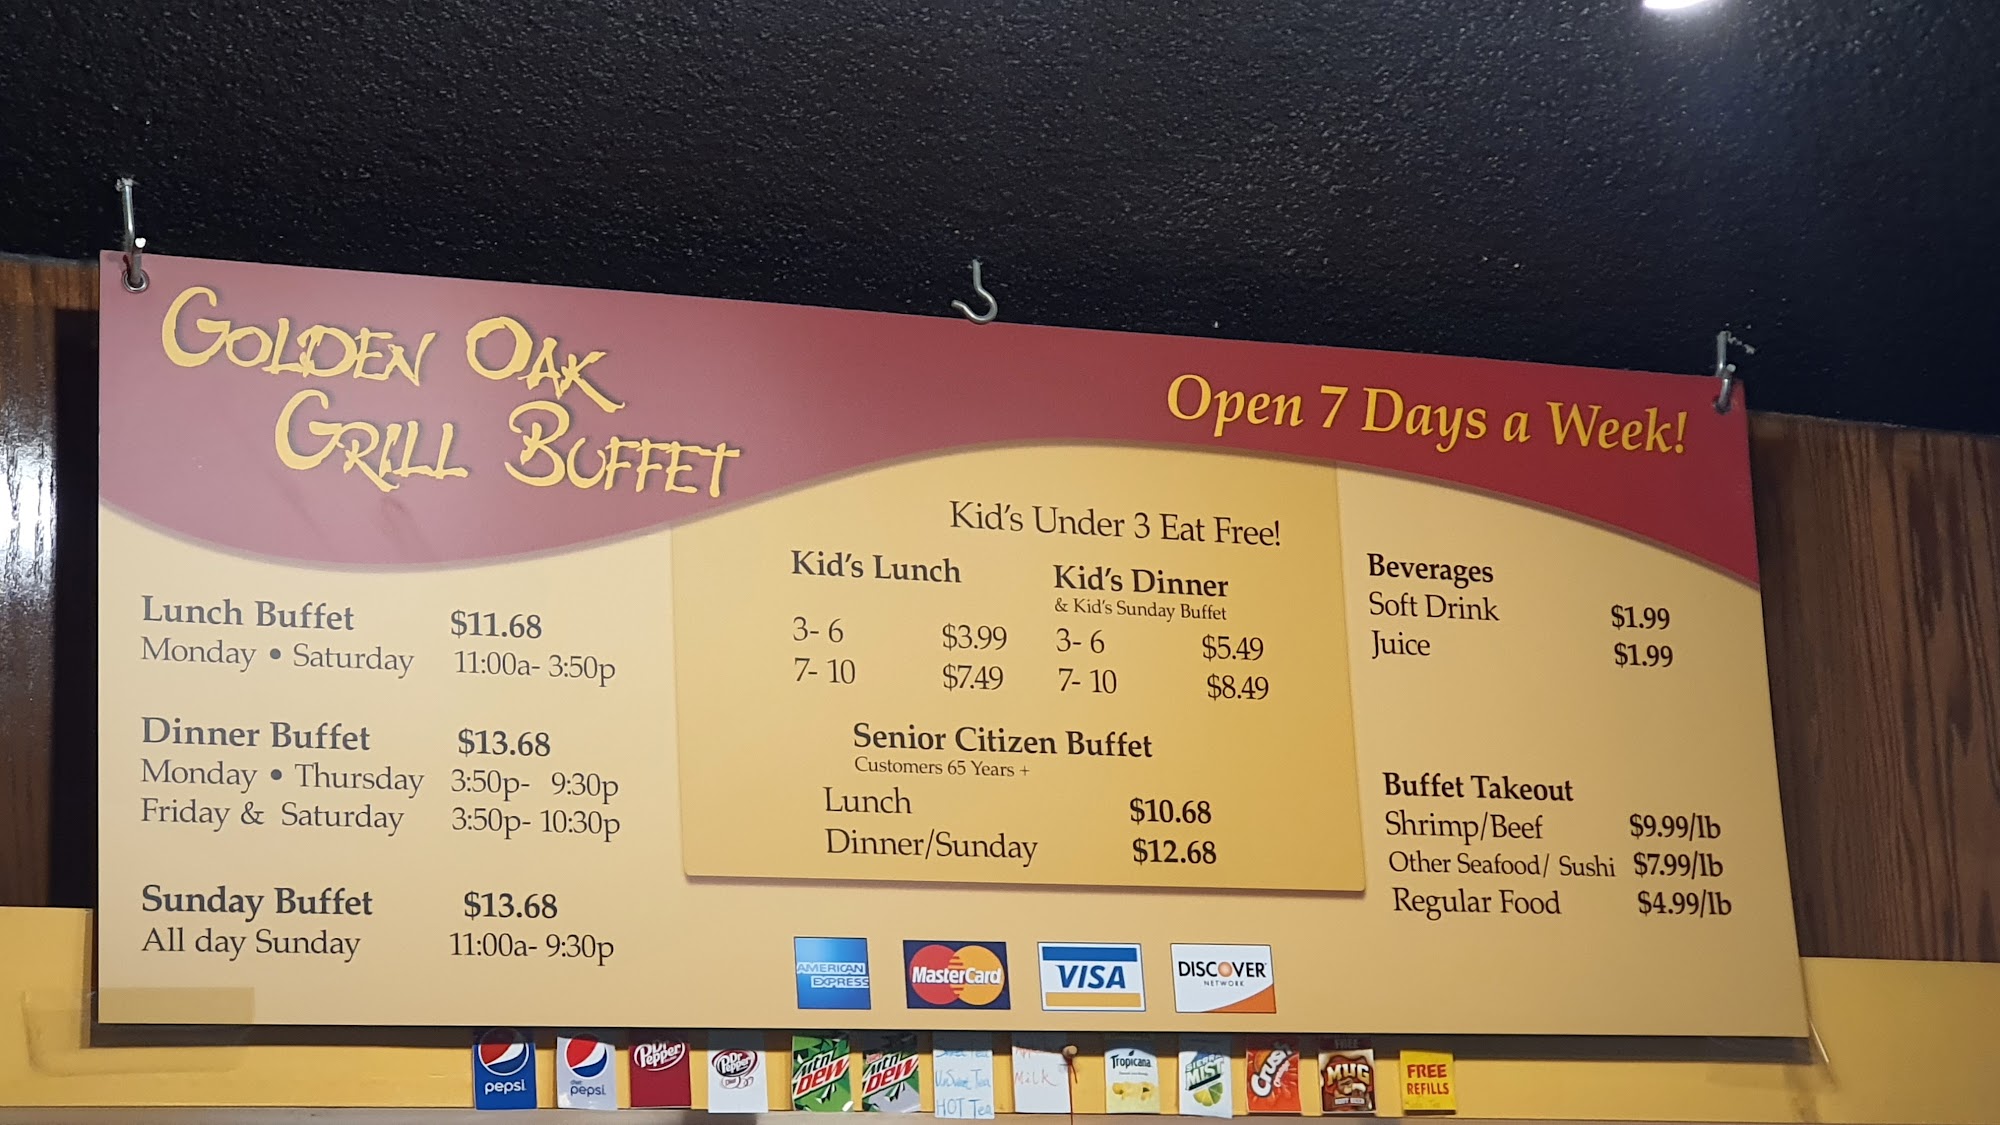 Golden Oak
Grill Buffet
Open 7 Days a Week!
Lunch Buffet $11.68
Monday • Saturday 11:00a- 3:50p
Dinner Buffet $13.68
Monday • Thursday 3:50p- 9:30p
Friday & Saturday 3:50p- 10:30p
Sunday Buffet $13.68
All day Sunday 11:00a- 9:30p
Kid's Under 3 Eat Free!
Kid's Lunch
3- 6 $3.99
7- 10 $7.49
Kid's Dinner
& Kid's Sunday Buffet
3- 6 $5.49
7- 10 $8.49
Senior Citizen Buffet
Customers 65 Years +
Lunch $10.68
Dinner/Sunday $12.68
Beverages
Soft Drink $1.99
Juice $1.99
Buffet Takeout
Shrimp/Beef $9.99/lb
Other Seafood/ Sushi $7.99/lb
Regular Food $4.99/lb
AMERICAN
EXPRESS
MasterCard
VISA
DISCOVER
NETWORK
pepsi
diet
pepsi
Dr Pepper
Dr Pepper
Mtn Dew
Mtn Dew
UnSweet Tea
HOT Tea
Milk
Tropicana
MIST
Crush
MUG
FREE
REFILLS